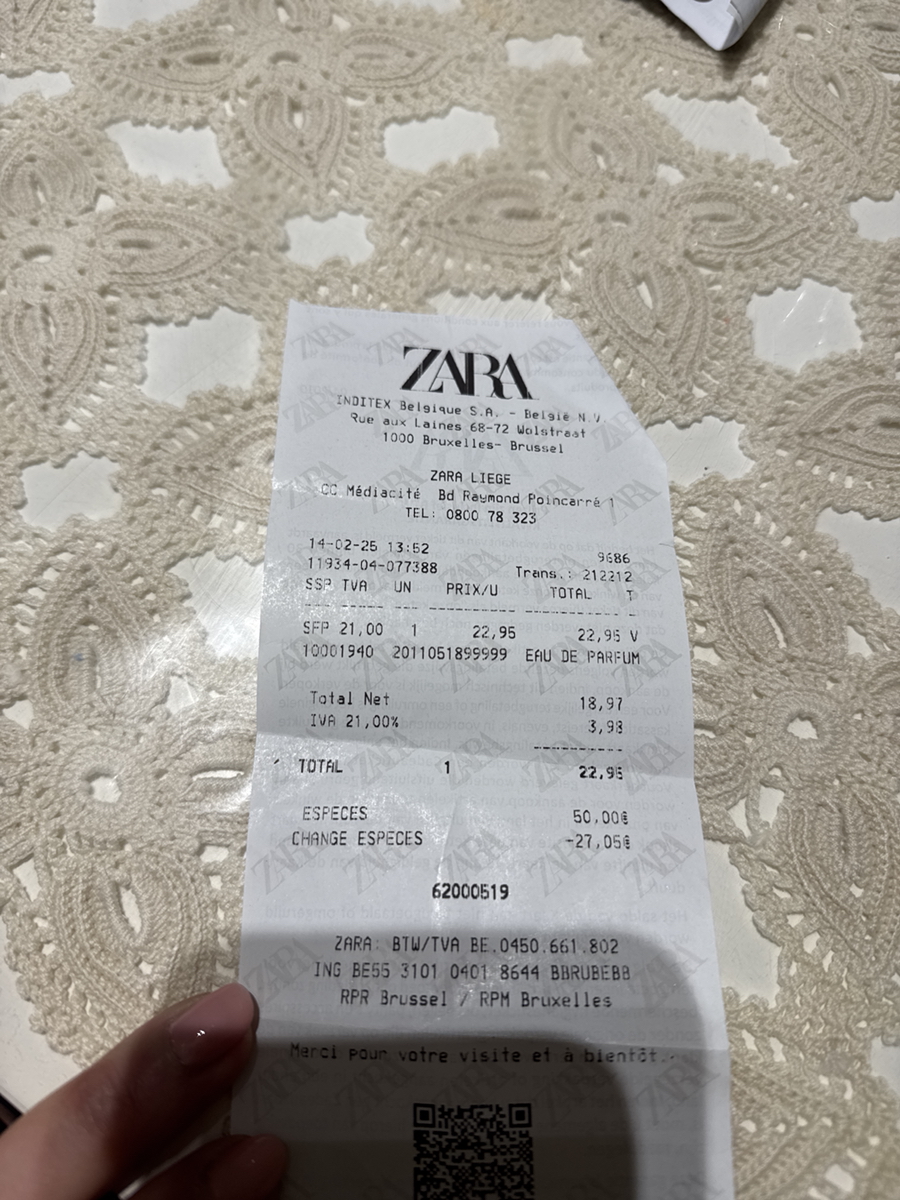 ZARA
INDITEX Belgique S.A. - België N.V.
Rue aux Laines 68-72 Wolstraat
1000 Bruxelles- Brussel
ZARA LIEGE
CC Médiacité Bd Raymond Poincarré 1
TEL: 0800 78 323
14-02-25 13:52 9686
11934-04-077388 Trans.: 212212
SSP TVA UN PRIX/U TOTAL T
SFP 21,00 1 22,95 22,95 V
10001940 2011051899999 EAU DE PARFUM
Total Net 18,97
IVA 21,00% 3,98
TOTAL 1 22,95
ESPECES 50,00€
CHANGE ESPECES -27,05€
62000519
ZARA: BTW/TVA BE.0450.661.802
ING BE55 3101 0401 8644 BBRUBEBB
RPR Brussel / RPM Bruxelles
Merci pour votre visite et à bientôt.